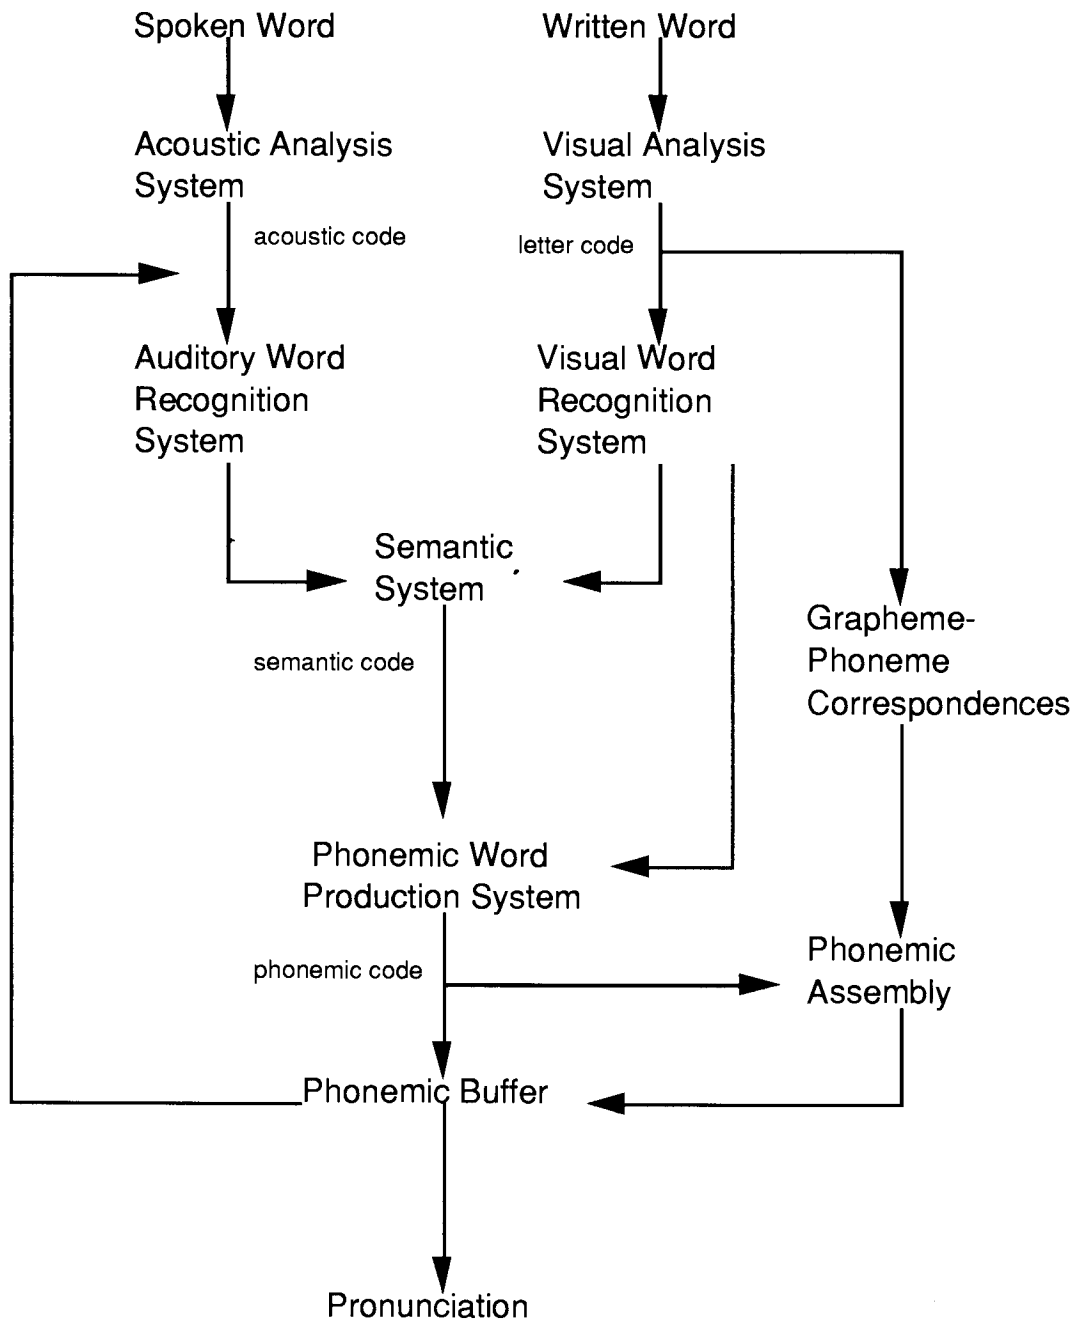 Spoken Word
Written Word
Acoustic Analysis
System
Visual Analysis
System
acoustic code
letter code
Auditory Word
Recognition
System
Visual Word
Recognition
System
Semantic
System
Grapheme-
Phoneme
Correspondences
semantic code
Phonemic Word
Production System
phonemic code
Phonemic
Assembly
Phonemic Buffer
Pronunciation